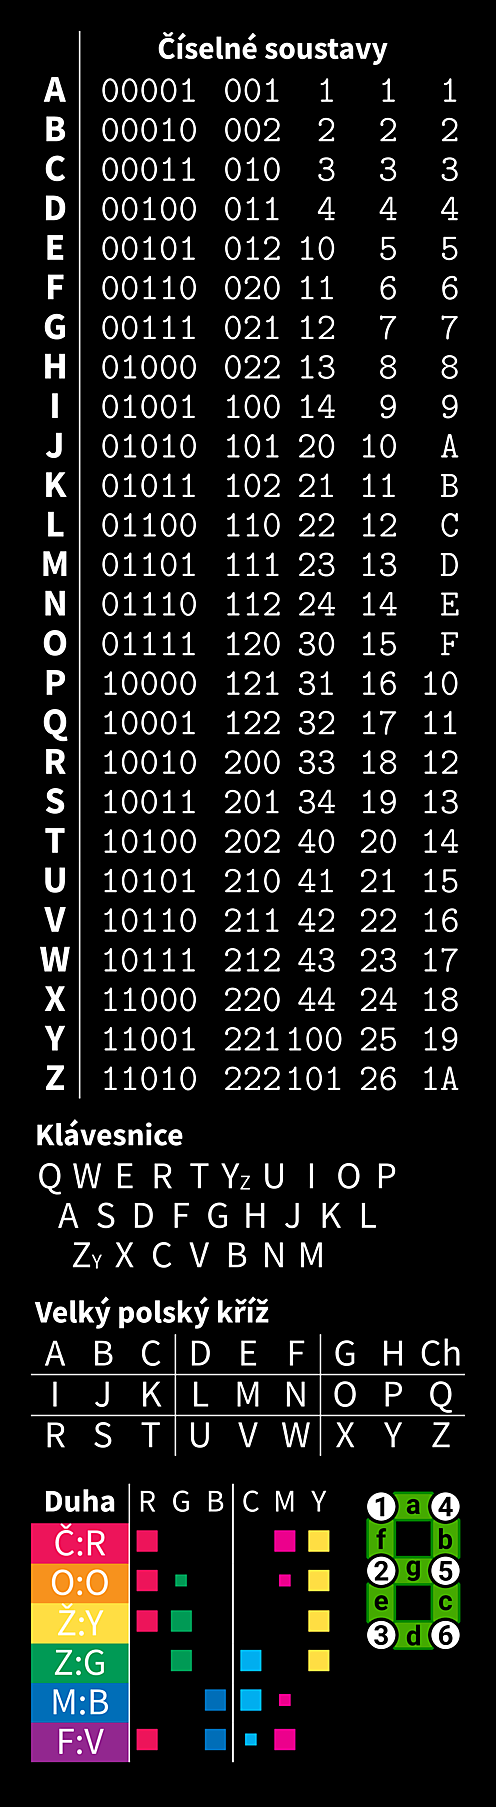 Číselné soustavy
A 00001 001 1 1 1
B 00010 002 2 2 2
C 00011 010 3 3 3
D 00100 011 4 4 4
E 00101 012 10 5 5
F 00110 020 11 6 6
G 00111 021 12 7 7
H 01000 022 13 8 8
I 01001 100 14 9 9
J 01010 101 20 10 A
K 01011 102 21 11 B
L 01100 110 22 12 C
M 01101 111 23 13 D
N 01110 112 24 14 E
O 01111 120 30 15 F
P 10000 121 31 16 10
Q 10001 122 32 17 11
R 10010 200 33 18 12
S 10011 201 34 19 13
T 10100 202 40 20 14
U 10101 210 41 21 15
V 10110 211 42 22 16
W 10111 212 43 23 17
X 11000 220 44 24 18
Y 11001 221 100 25 19
Z 11010 222 101 26 1A
Klávesnice
Q W E R T YZ U I O P
A S D F G H J K L
ZY X C V B N M
Velký polský kříž
A B C D E F G H Ch
I J K L M N O P Q
R S T U V W X Y Z
Duha R G B C M Y
Č:R
O:O
Ž:Y
Z:G
M:B
F:V
1 a 4
f b
2 g 5
e c
3 d 6